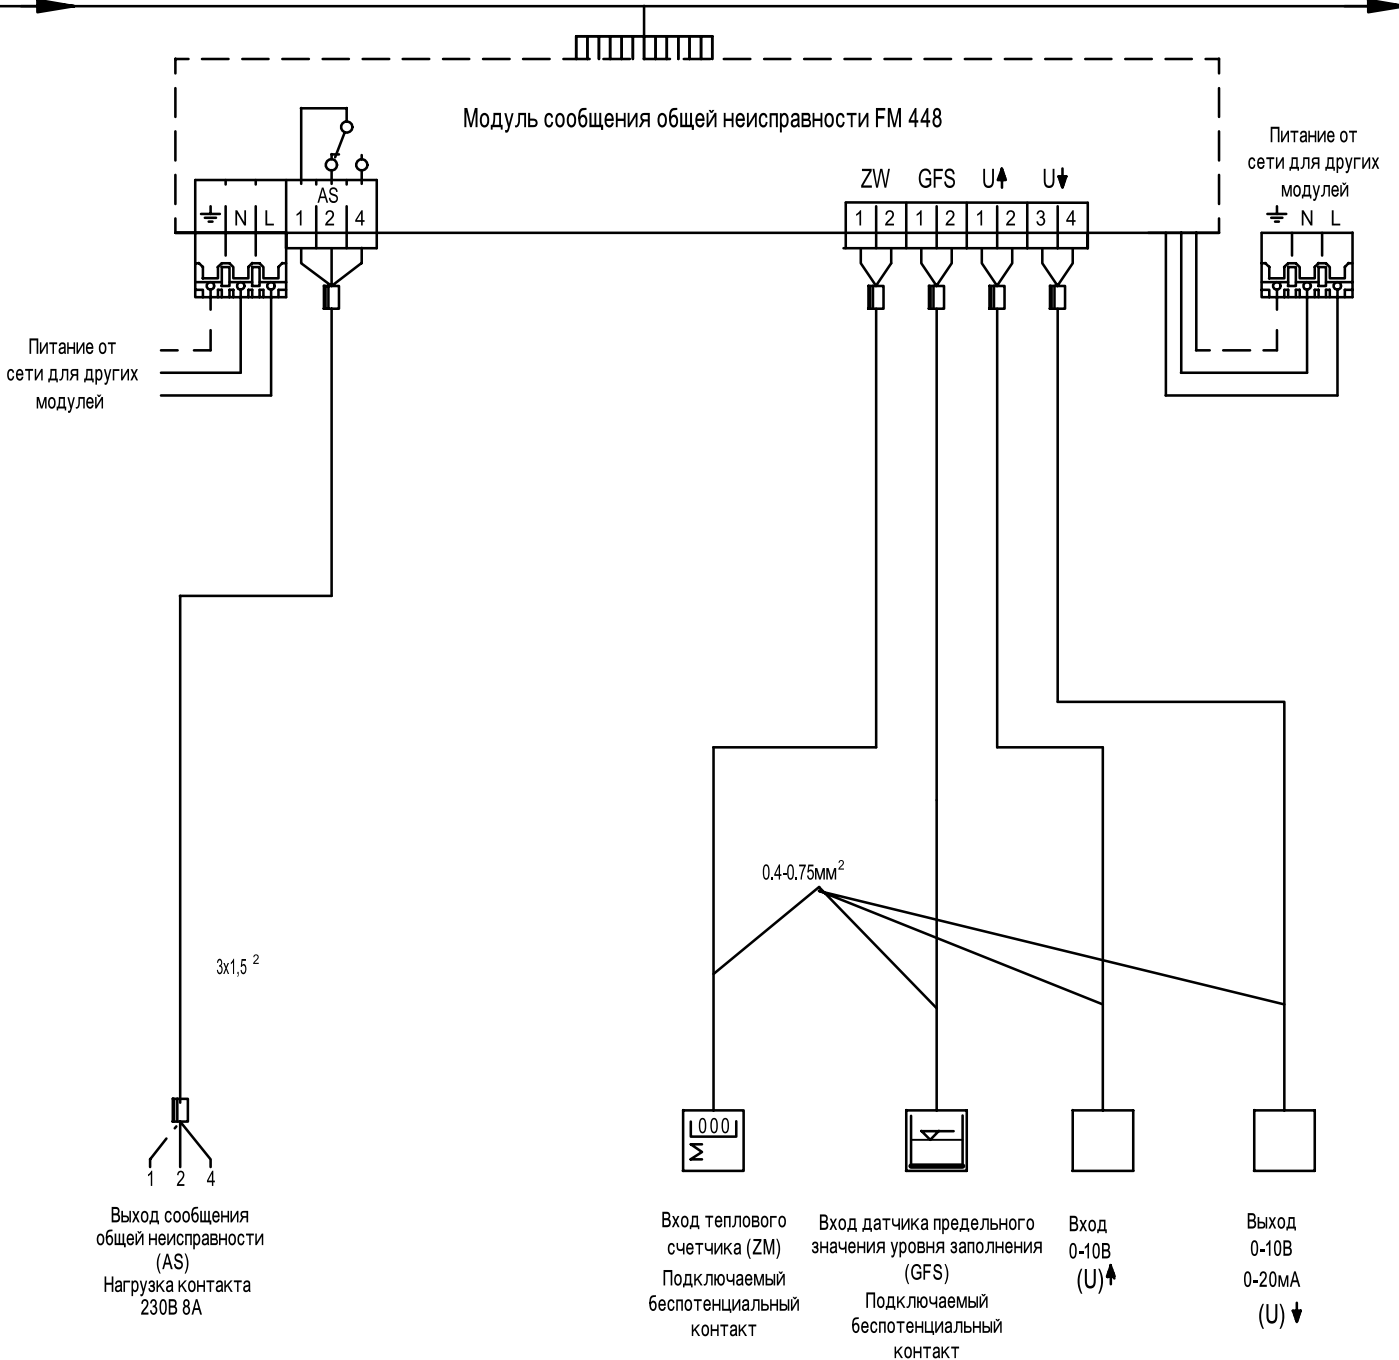 Модуль сообщения общей неисправности FM 448
Питание от
сети для других
модулей
N L
ZW GFS U U
AS
N L 1 2 4
1 2 1 2 1 2 3 4
Питание от
сети для других
модулей
0.4-0.75мм²
3x1,5 ²
000
M
1 2 4
Выход сообщения
общей неисправности
(AS)
Нагрузка контакта
230В 8А
Вход теплового
счетчика (ZM)
Подключаемый
беспотенциальный
контакт
Вход датчика предельного
значения уровня заполнения
(GFS)
Подключаемый
беспотенциальный
контакт
Вход
0-10В
(U)
Выход
0-10В
0-20мА
(U)